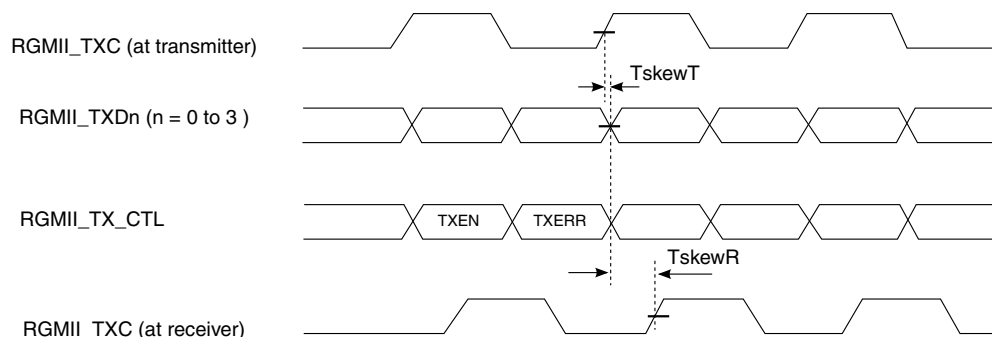 RGMII_TXC (at transmitter)
TskewT
RGMII_TXDn (n = 0 to 3 )
RGMII_TX_CTL
TXEN
TXERR
TskewR
RGMII_TXC (at receiver)